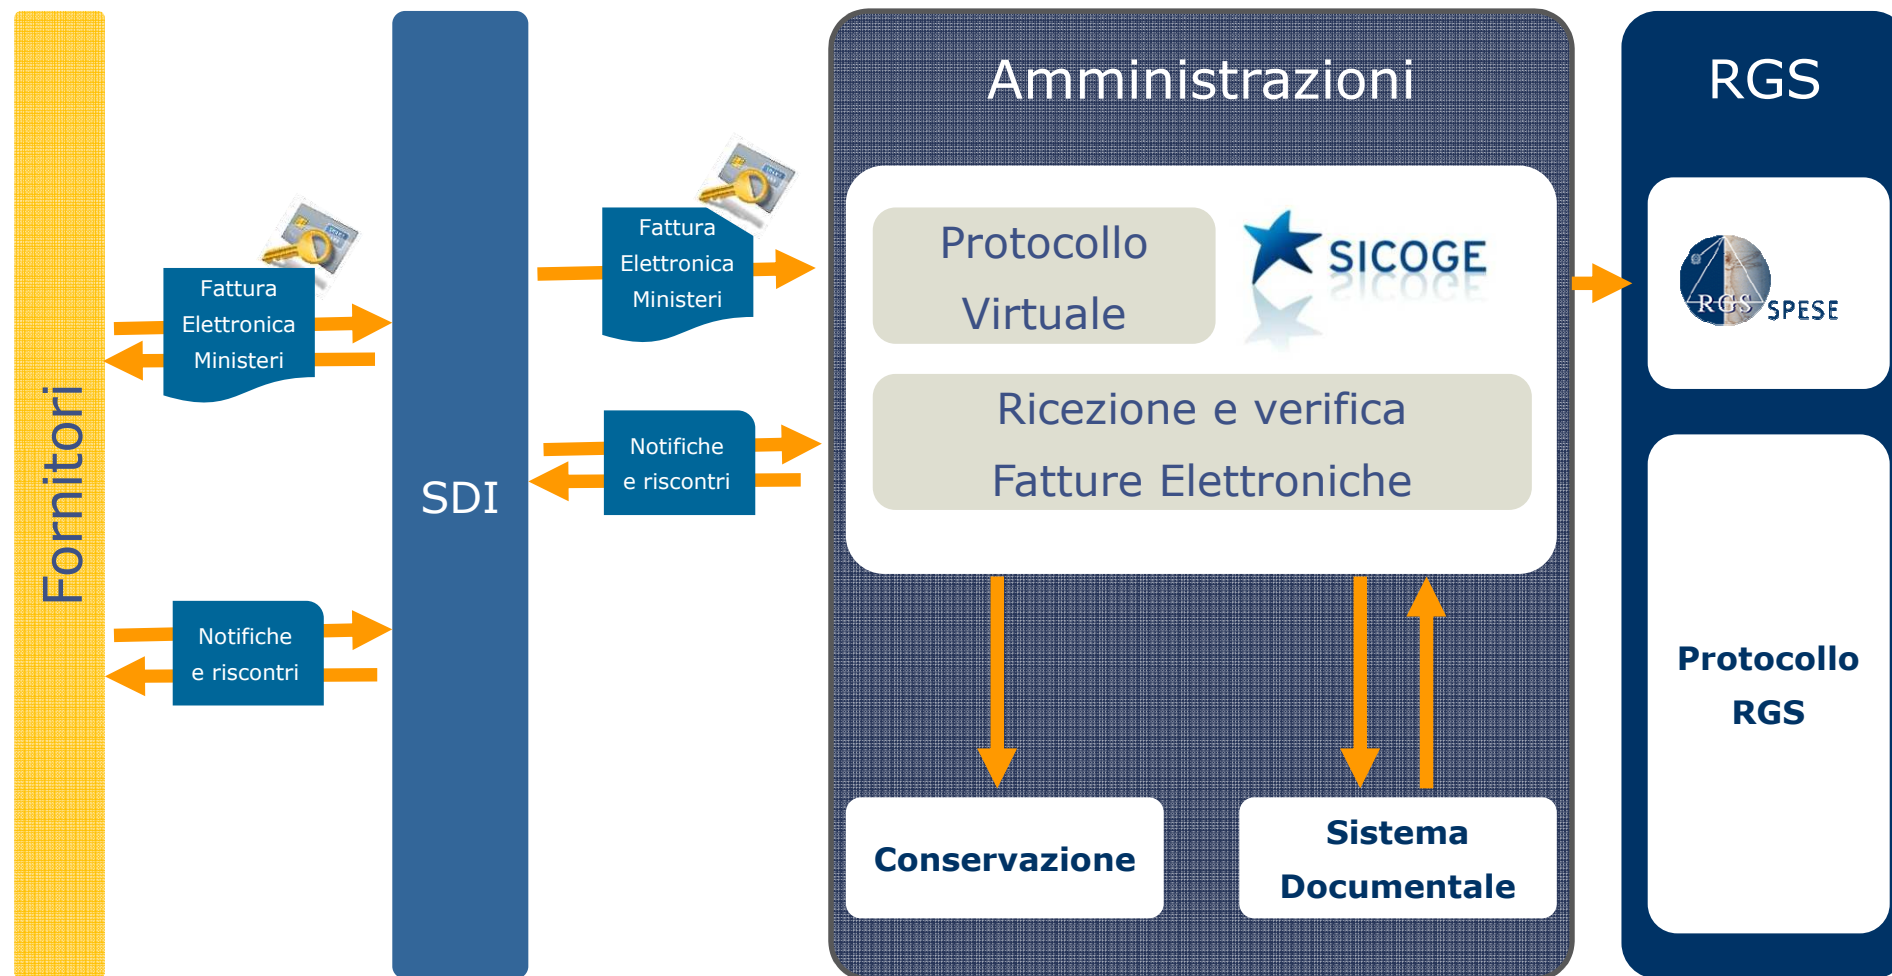 Fornitori
Fattura
Elettronica
Ministeri
Notifiche
e riscontri
SDI
Fattura
Elettronica
Ministeri
Notifiche
e riscontri
Amministrazioni
Protocollo
Virtuale
SICOGE
Ricezione e verifica
Fatture Elettroniche
Conservazione
Sistema
Documentale
RGS
RGS SPESE
Protocollo
RGS